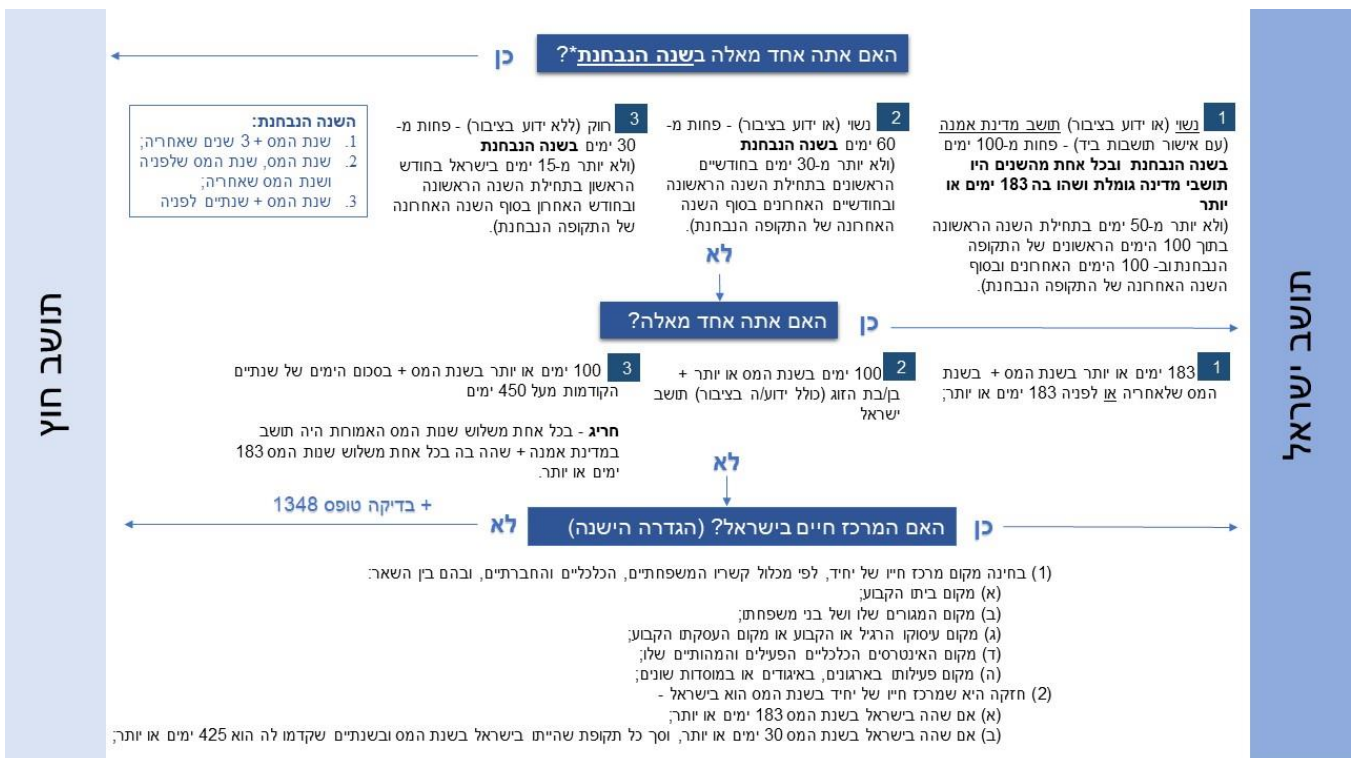 תושב ישראל
האם אתה אחד מאלה בשנה הנבחנת*?
כן
1 נשוי (או ידוע בציבור) תושב מדינת אמנה
(עם אישור תושבות ביד) - פחות מ-100 ימים
בשנה הנבחנת ובכל אחת מהשנים היו
תושבי מדינה גומלת ושהו בה 183 ימים או
יותר
(ולא יותר מ-50 ימים בתחילת השנה הראשונה
בתוך 100 הימים הראשונים של התקופה
הנבחנת וב- 100 הימים האחרונים ובסוף
השנה האחרונה של התקופה הנבחנת).
2 נשוי (או ידוע בציבור) - פחות מ-
60 ימים בשנה הנבחנת
(ולא יותר מ-30 ימים בחודשיים
הראשונים בתחילת השנה הראשונה
ובחודשיים האחרונים בסוף השנה
האחרונה של התקופה הנבחנת).
3 רווק (ללא ידוע בציבור) - פחות מ-
30 ימים בשנה הנבחנת
(ולא יותר מ-15 ימים בישראל בחודש
הראשון בתחילת השנה הראשונה
ובחודש האחרון בסוף השנה האחרונה
של התקופה הנבחנת).
השנה הנבחנת:
1. שנת המס + 3 שנים שאחריה;
2. שנת המס, שנת המס שלפניה
ושנת המס שאחריה;
3. שנת המס + שנתיים לפניה
לא
האם אתה אחד מאלה?
כן
1 183 ימים או יותר בשנת המס + בשנת
המס שלאחריה או לפניה 183 ימים או יותר;
2 100 ימים בשנת המס או יותר +
בן/בת הזוג (כולל ידוע/ה בציבור) תושב
ישראל
3 100 ימים או יותר בשנת המס + בסכום הימים של שנתיים
הקודמות מעל 450 ימים
חריג - בכל אחת משלוש שנות המס האמורות היה תושב
במדינת אמנה + שהה בה בכל אחת משלוש שנות המס 183
ימים או יותר.
לא
האם המרכז חיים בישראל? (הגדרה הישנה)
כן
לא
+ בדיקה טופס 1348
(1) בחינה מקום מרכז חייו של יחיד, לפי מכלול קשריו המשפחתיים, הכלכליים והחברתיים, ובהם בין השאר:
(א) מקום ביתו הקבוע;
(ב) מקום המגורים שלו ושל בני משפחתו;
(ג) מקום עיסוקו הרגיל או הקבוע או מקום העסקתו הקבוע;
(ד) מקום האינטרסים הכלכליים הפעילים והמהותיים שלו;
(ה) מקום פעילותו בארגונים, באיגודים או במוסדות שונים;
(2) חזקה היא שמרכז חייו של יחיד בשנת המס הוא בישראל -
(א) אם שהה בישראל בשנת המס 183 ימים או יותר;
(ב) אם שהה בישראל בשנת המס 30 ימים או יותר, וסך כל תקופת שהייתו בישראל בשנת המס ובשנתיים שקדמו לה הוא 425 ימים או יותר;
תושב חוץ